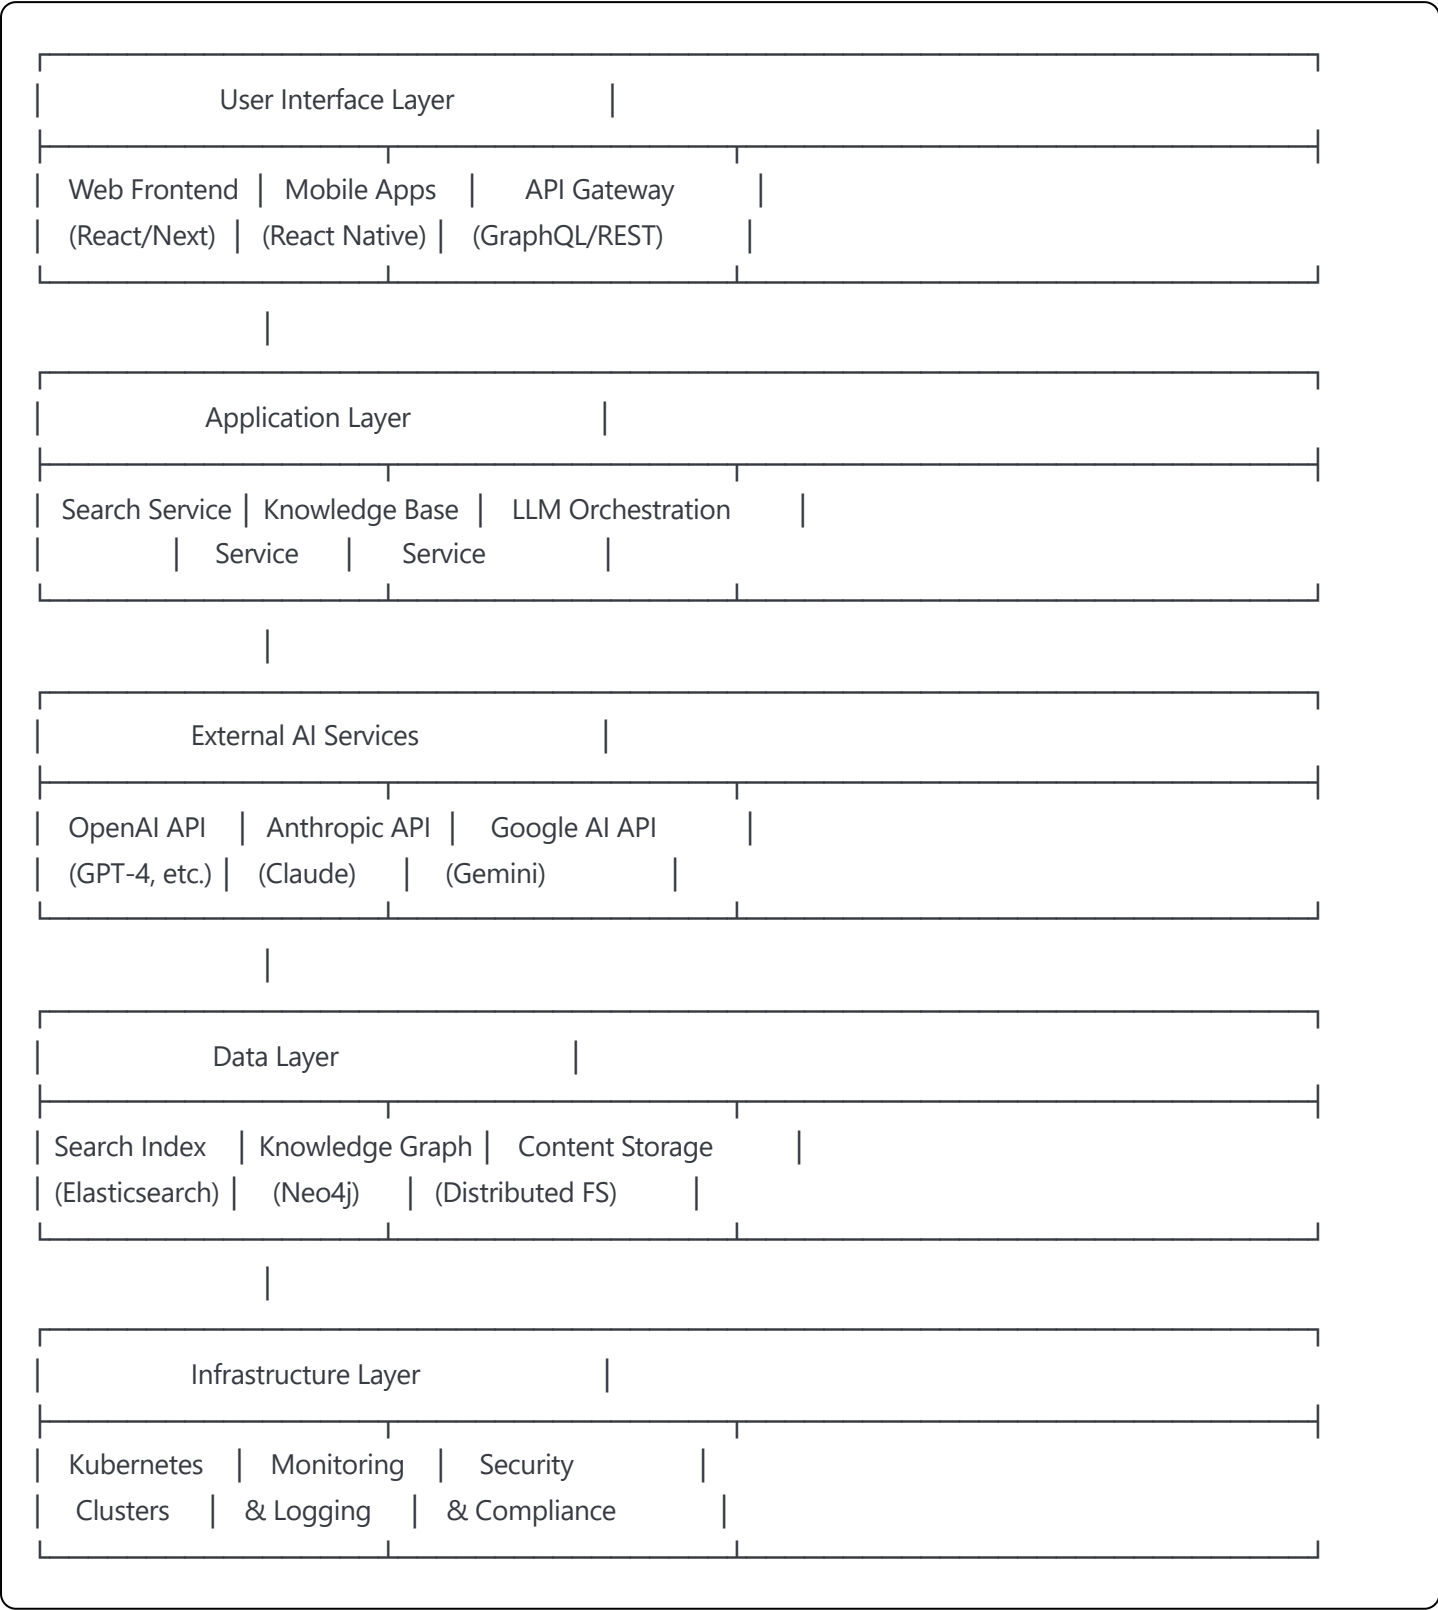 User Interface Layer
Web Frontend │ Mobile Apps │ API Gateway
(React/Next) │ (React Native) │ (GraphQL/REST)
Application Layer
Search Service │ Knowledge Base │ LLM Orchestration
Service │ Service
External AI Services
OpenAI API │ Anthropic API │ Google AI API
(GPT-4, etc.) │ (Claude) │ (Gemini)
Data Layer
Search Index │ Knowledge Graph │ Content Storage
(Elasticsearch) │ (Neo4j) │ (Distributed FS)
Infrastructure Layer
Kubernetes │ Monitoring │ Security
Clusters │ & Logging │ & Compliance